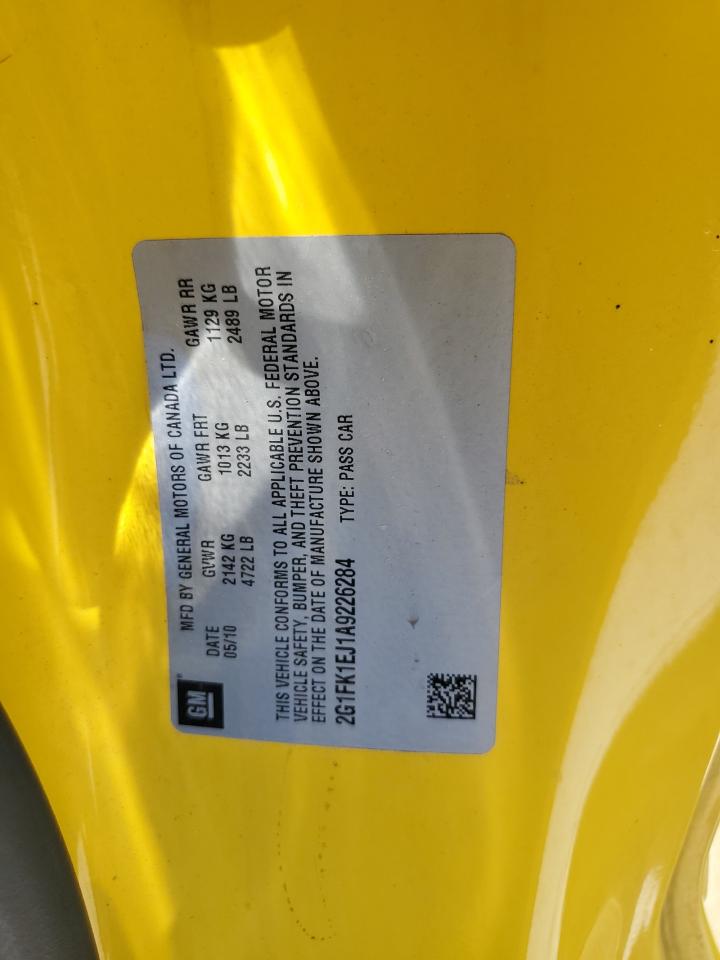 GM
MFD BY GENERAL MOTORS OF CANADA LTD.
DATE GVWR GAWR FRT GAWR RR
05/10 2142 KG 1013 KG 1129 KG
4722 LB 2233 LB 2489 LB
THIS VEHICLE CONFORMS TO ALL APPLICABLE U.S. FEDERAL MOTOR
VEHICLE SAFETY, BUMPER, AND THEFT PREVENTION STANDARDS IN
EFFECT ON THE DATE OF MANUFACTURE SHOWN ABOVE.
2G1FK1EJ1A9226284 TYPE: PASS CAR